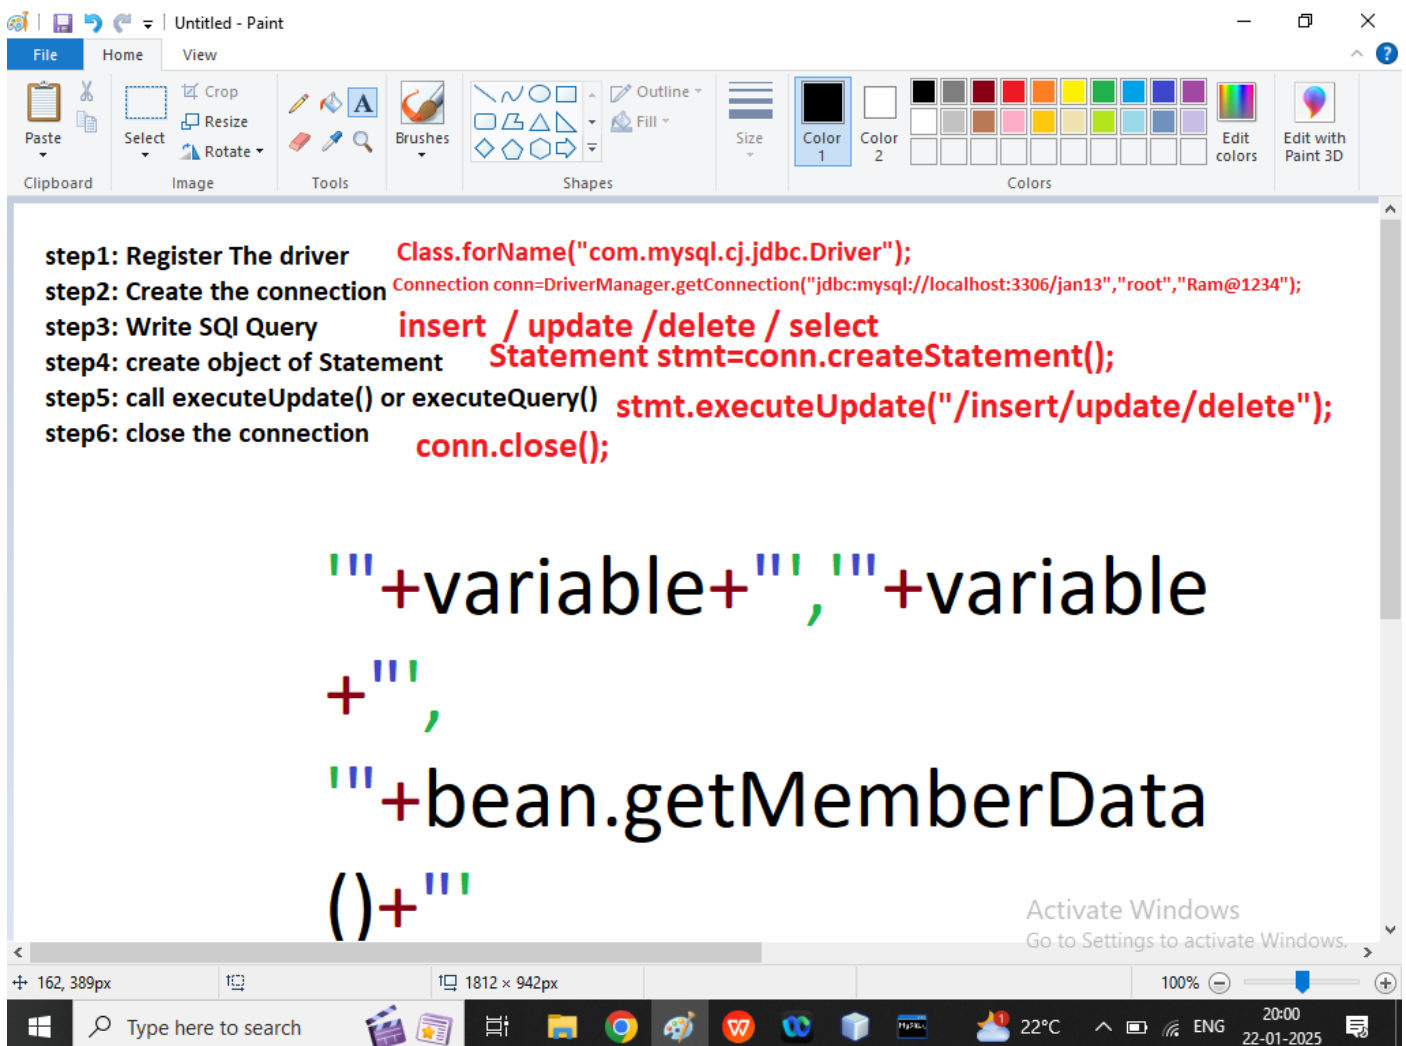 Untitled - Paint
File Home View
Paste
Select
Crop
Resize
Rotate
A
Brushes
Outline
Fill
Size
Color 1
Color 2
Edit colors
Edit with Paint 3D
Clipboard Image Tools Shapes Colors
step1: Register The driver Class.forName("com.mysql.cj.jdbc.Driver");
step2: Create the connection Connection conn=DriverManager.getConnection("jdbc:mysql://localhost:3306/jan13","root","Ram@1234");
step3: Write SQl Query insert / update /delete / select
step4: create object of Statement Statement stmt=conn.createStatement();
step5: call executeUpdate() or executeQuery() stmt.executeUpdate("/insert/update/delete");
step6: close the connection conn.close();
'"+variable+"','"+variable
+"',
'"+bean.getMemberData
()+"'
Activate Windows
Go to Settings to activate Windows.
162, 389px 1812 × 942px 100%
Type here to search 1 22°C ENG 20:00
22-01-2025